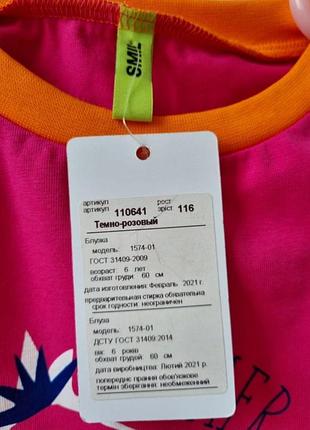 SMIL
артикул рост
артикул 110641 зріст 116
Темно-розовый
Блузка
модель: 1574-01
ГОСТ 31409-2009
возраст: 6 лет
обхват груди: 60 см
дата изготовления: Февраль 2021 г.
предварительная стирка обязательна
срок годности: неограничен
Блуза
модель: 1574-01
ДСТУ ГОСТ 31409:2014
вік: 6 років
обхват груді: 60 см
дата виробництва: Лютий 2021 р.
попереднє прання обов'язкове
термін зберігання: необмежений